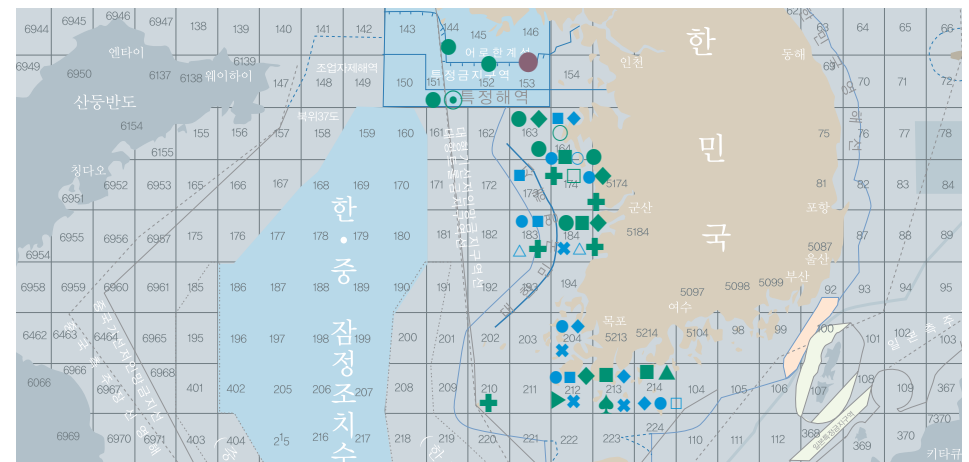 6944 6945 138 139 140 141 142 143 144 145 146 63 64 65 66
엔타이
6949 6950 6137 6138 6139 147 148 149 150 151 152 153 154 69 70 71 72
웨이하이
조업자제해역
어로한계선
특정금지구역
특정해역
인천
동해
한
산둥반도
북위37도
6154 6155 155 156 157 158 159 160 161 162 163 164 75 76 77 78
민
칭다오
6951 6952 6953 165 166 167 168 169 170 171 172 173 174 5174 81 82 83 84
군산
포항
국
한
·
중
6954 6955 6956 6957 175 176 177 178 179 180 181 182 183 184 5184 5087 87 88 89
울산
부산
6958 6959 6960 6961 185 186 187 188 189 190 191 192 193 194 5097 5098 5099 92 93 94 95
여수
목포
6462 6463 6464 6965 195 196 197 198 199 200 201 202 203 204 5213 5214 5104 98 99 100 101 102 103
잠정조치수
6066 6966 6967 6968 401 402 205 206 207 208 209 210 211 212 213 214 104 105 106 107 108 109 367
6969 6970 6971 403 404 215 216 217 218 219 220 221 222 223 224 110 111 112 368 369 370 7370
키타큐